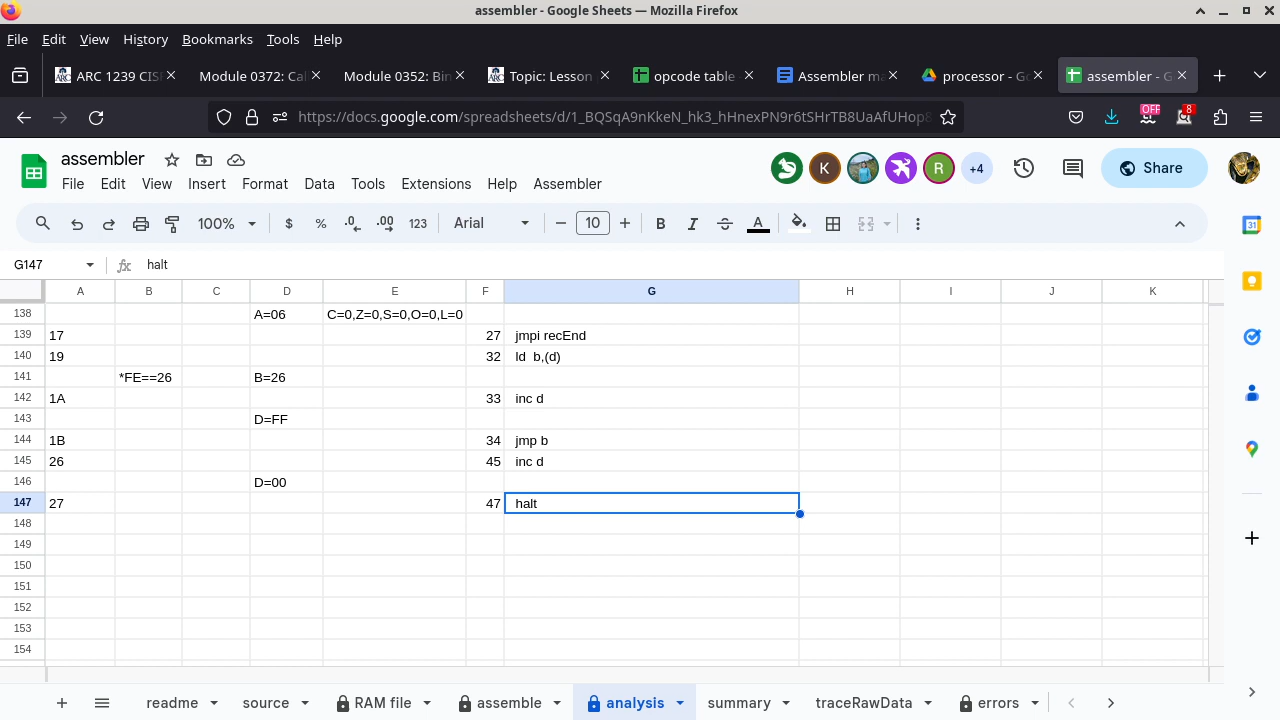 assembler - Google Sheets — Mozilla Firefox
File Edit View History Bookmarks Tools Help
ARC 1239 CIS Module 0372: Cal Module 0352: Bin Topic: Lesson opcode table - Assembler ma processor - Go assembler - G
https://docs.google.com/spreadsheets/d/1_BQSqA9nKkeN_hk3_hHnexPN9r6tSHrTB8UaAfUHop8 OFF 8
assembler
K R +4 Share
File Edit View Insert Format Data Tools Extensions Help Assembler
100% $ % .0 .00 123 Arial 10 B I S A
G147 fx halt
A B C D E F G H I J K
138 A=06 C=0,Z=0,S=0,O=0,L=0
139 17 27 jmpi recEnd
140 19 32 ld b,(d)
141 *FE==26 B=26
142 1A 33 inc d
143 D=FF
144 1B 34 jmp b
145 26 45 inc d
146 D=00
147 27 47 halt
148
149
150
151
152
153
154
readme source RAM file assemble analysis summary traceRawData errors
31